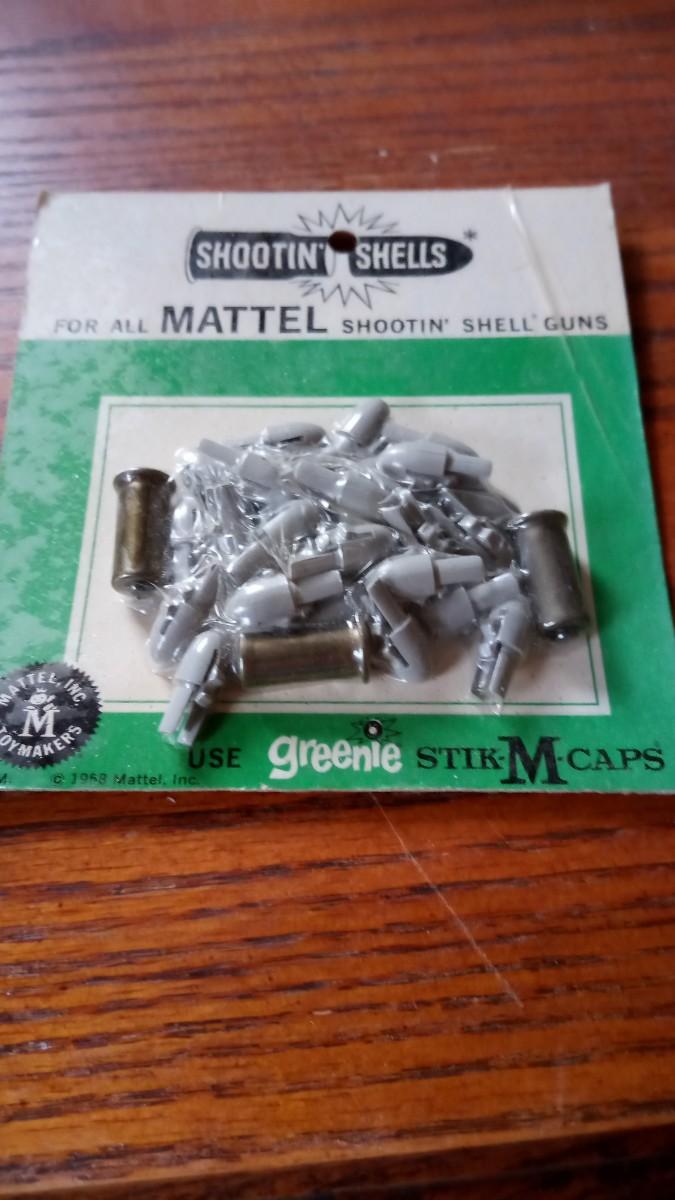 SHOOTIN' SHELLS*
FOR ALL MATTEL SHOOTIN' SHELL GUNS
MATTEL, INC.
M
TOYMAKERS
USE greenie STIK-M-CAPS
M. © 1968 Mattel, Inc.